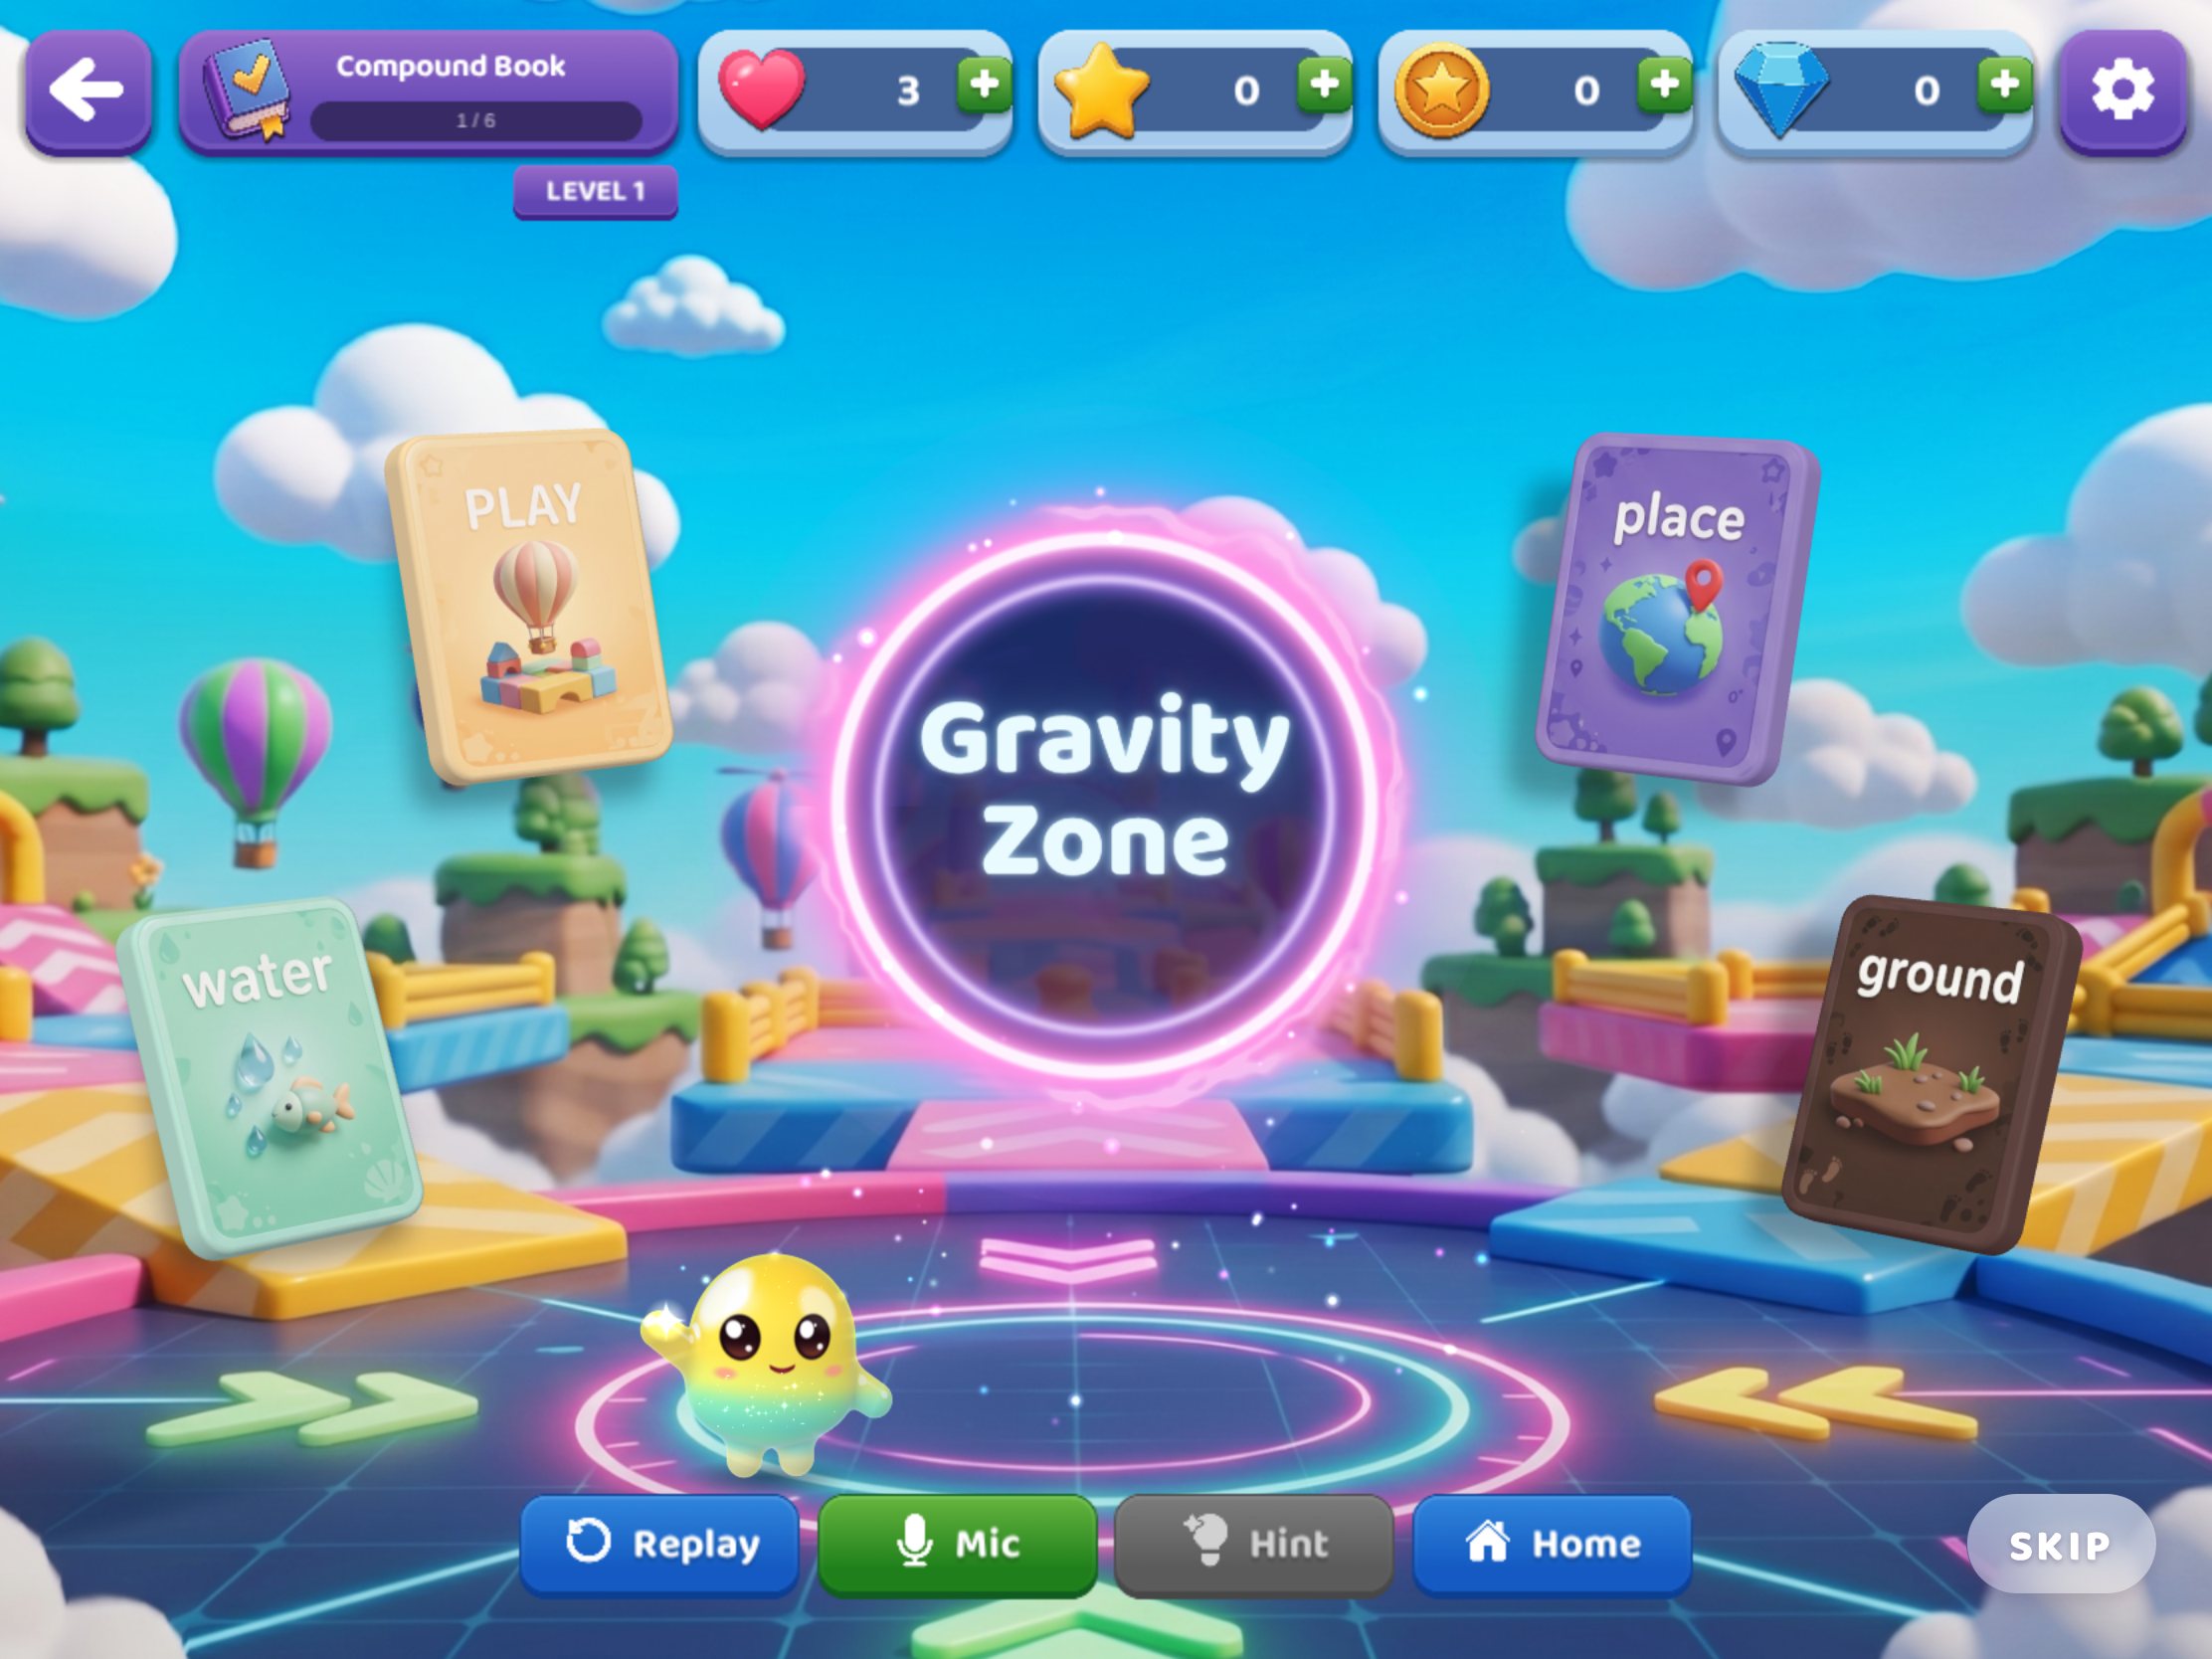 Compound Book
1 / 6
3
0
0
0
LEVEL 1
PLAY
place
Gravity
Zone
water
ground
Replay
Mic
Hint
Home
SKIP